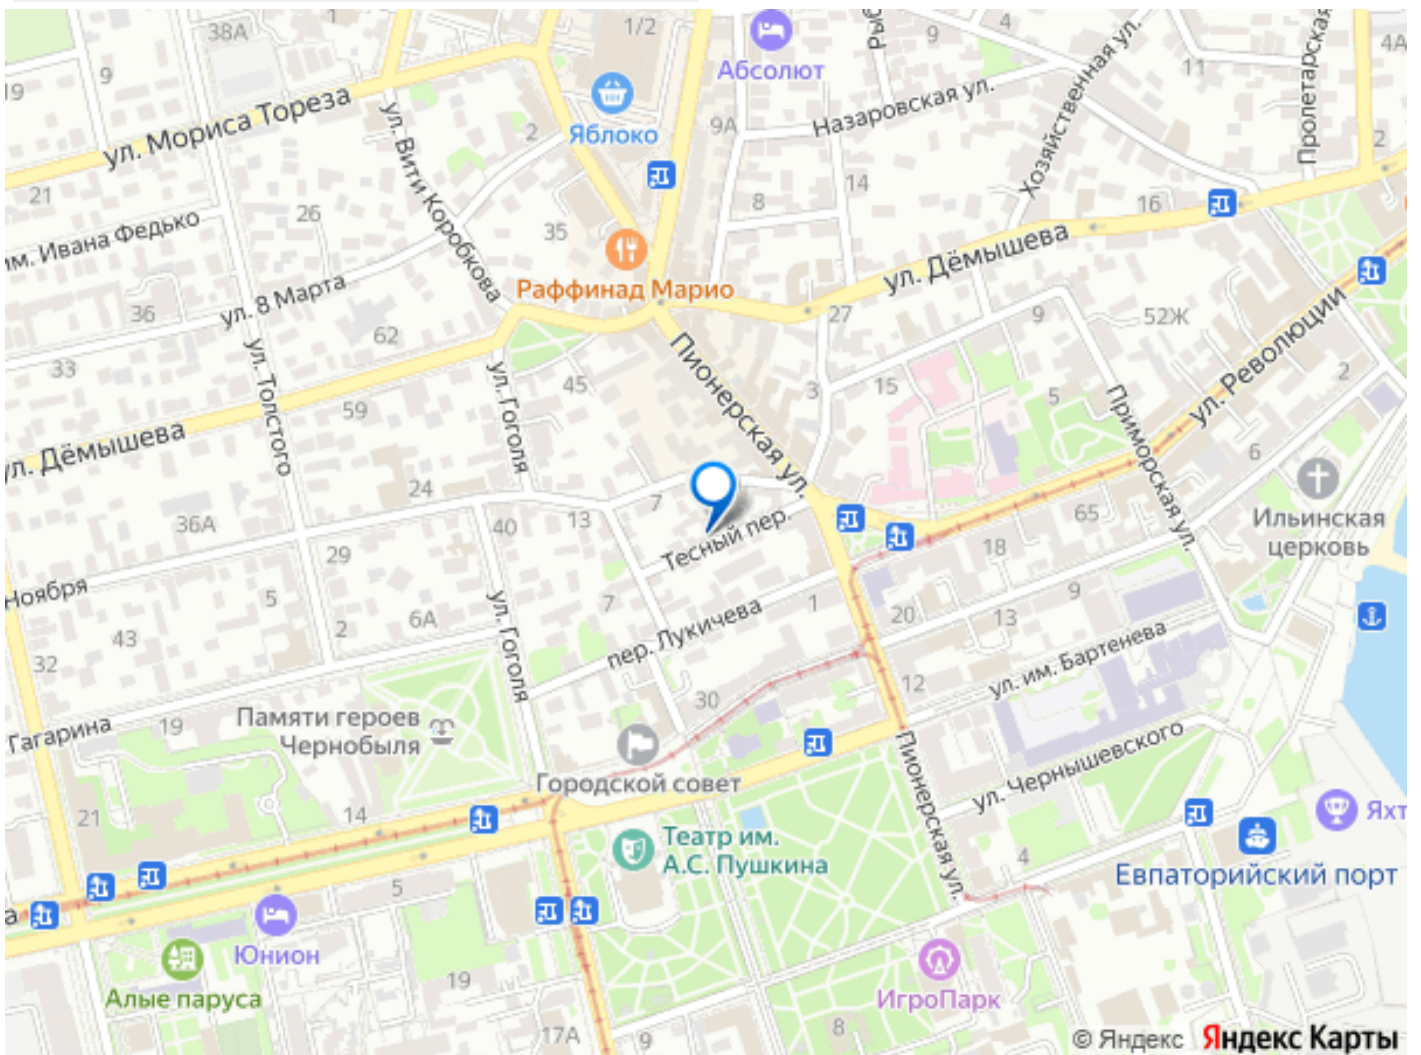 38А
1/2
Абсолют
Рыб
9
4
Хозяйственная ул.
Пролетарская
4А
19
9
ул. Мориса Тореза
ул. Вити Коробкова
2
Яблоко
9А
Назаровская ул.
11
2
21
им. Ивана Федько
26
35
8
14
16
Раффинад Марио
ул. Дёмышева
36
ул. 8 Марта
62
27
9
52Ж
ул. Революции
33
ул. Толстого
59
ул. Гоголя
45
Пионерская ул.
3
15
5
Приморская ул.
2
ул. Дёмышева
24
36А
40
13
7
Тесный пер.
65
6
Ильинская
церковь
29
18
Ноября
5
43
2
6А
ул. Гоголя
7
пер. Лукичева
1
20
13
9
ул. им. Бартенева
32
Гагарина
19
Памяти героев
Чернобыля
30
12
Городской совет
Пионерская ул.
ул. Чернышевского
21
14
Театр им.
А.С. Пушкина
4
Яхт
Евпаторийский порт
а
5
Юнион
Алые паруса
19
17А
9
8
ИгроПарк
© Яндекс Яндекс Карты